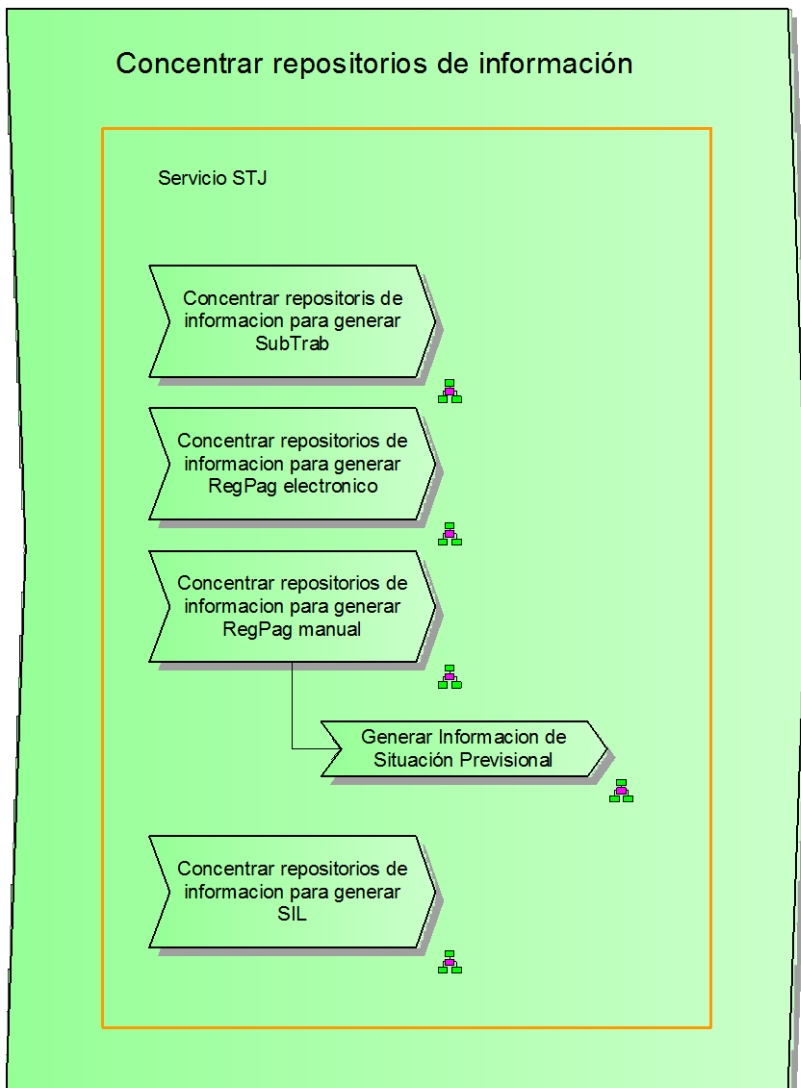 Concentrar repositorios de información
Servicio STJ
Concentrar repositoris de
informacion para generar
SubTrab
Concentrar repositorios de
informacion para generar
RegPag electronico
Concentrar repositorios de
informacion para generar
RegPag manual
Generar Informacion de
Situación Previsional
Concentrar repositorios de
informacion para generar
SIL